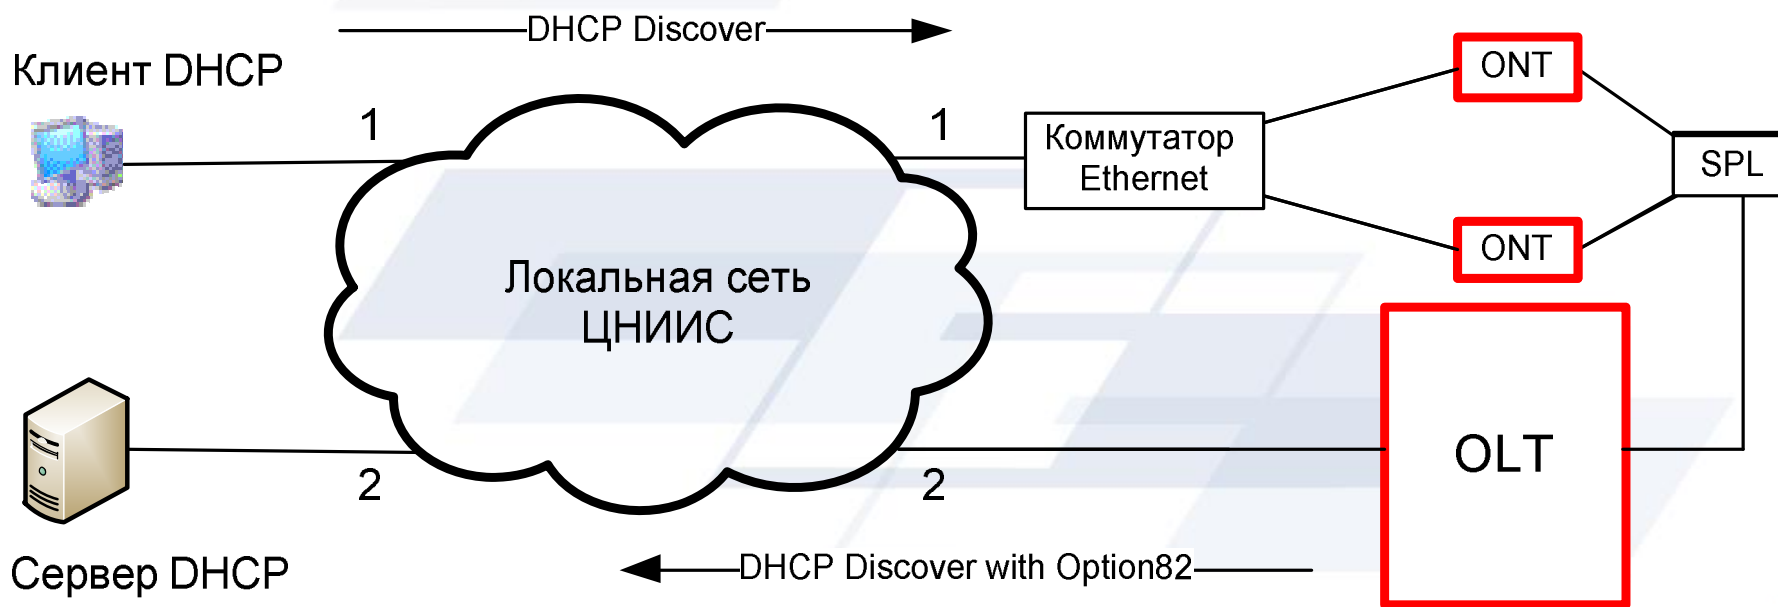 DHCP Discover
Клиент DHCP
1
1
Коммутатор
Ethernet
ONT
SPL
ONT
Локальная сеть
ЦНИИС
OLT
2
2
DHCP Discover with Option82
Сервер DHCP